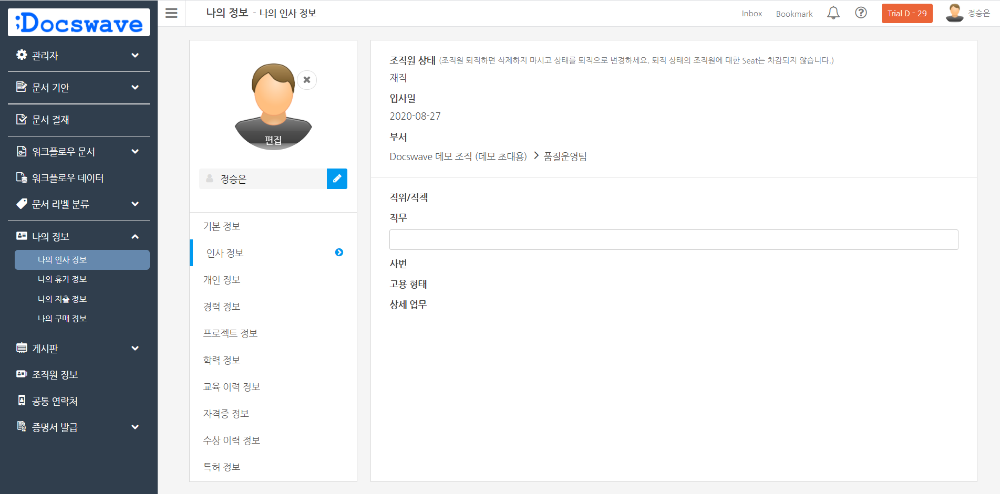 ;Docswave
관리자
문서 기안
문서 결재
워크플로우 문서
워크플로우 데이터
문서 라벨 분류
나의 정보
나의 인사 정보
나의 휴가 정보
나의 지출 정보
나의 구매 정보
게시판
조직원 정보
공통 연락처
증명서 발급
나의 정보 - 나의 인사 정보
Inbox
Bookmark
Trial D - 29
정승은
편집
정승은
기본 정보
인사 정보
개인 정보
경력 정보
프로젝트 정보
학력 정보
교육 이력 정보
자격증 정보
수상 이력 정보
특허 정보
조직원 상태 (조직원 퇴직하면 삭제하지 마시고 상태를 퇴직으로 변경하세요. 퇴직 상태의 조직원에 대한 Seat는 차감되지 않습니다.)
재직
입사일
2020-08-27
부서
Docswave 데모 조직 (데모 초대용) > 품질운영팀
직위/직책
직무
사번
고용 형태
상세 업무